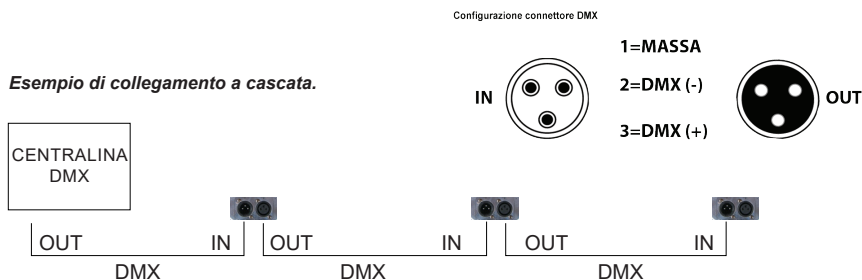 Configurazione connettore DMX
1=MASSA
Esempio di collegamento a cascata.
IN
2=DMX (-)
OUT
3=DMX (+)
CENTRALINA
DMX
OUT IN OUT IN OUT IN
DMX DMX DMX